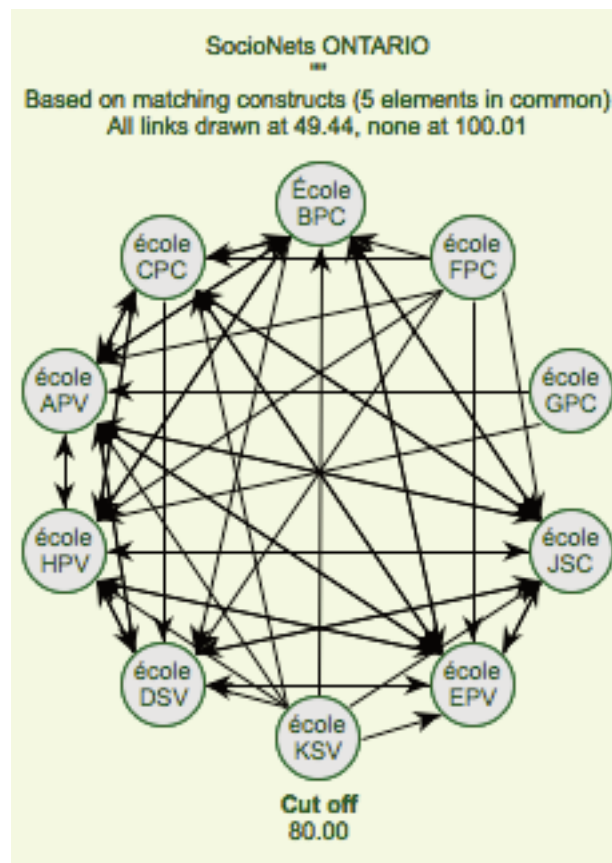 SocioNets ONTARIO
""
Based on matching constructs (5 elements in common)
All links drawn at 49.44, none at 100.01
École
BPC
école
CPC
école
FPC
école
APV
école
GPC
école
HPV
école
JSC
école
DSV
école
EPV
école
KSV
Cut off
80.00